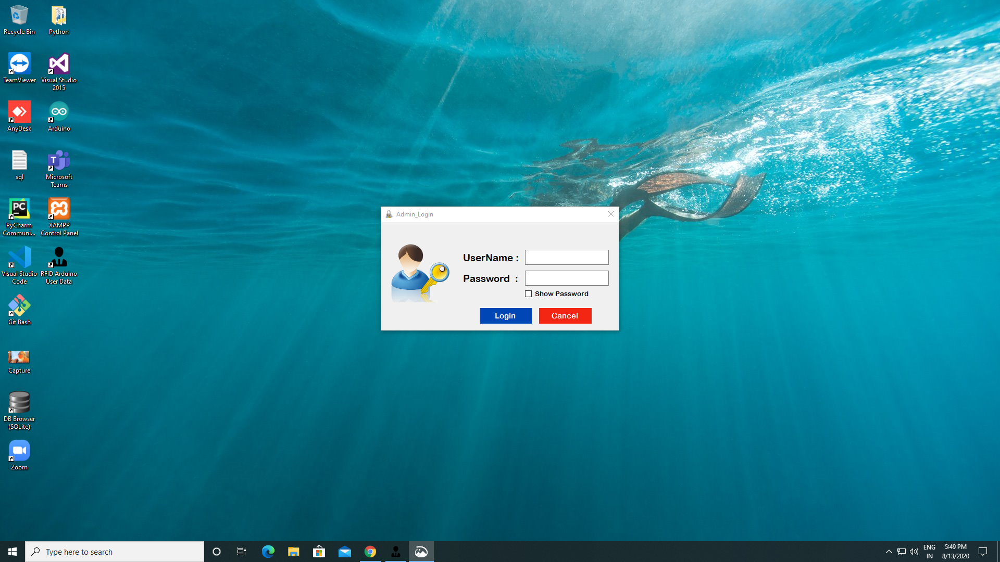 Recycle Bin
Python
TeamViewer
Visual Studio
2015
AnyDesk
Arduino
sql
T
Microsoft
Teams
PC
PyCharm
Communi...
XAMPP
Control Panel
Visual Studio
Code
RFID Arduino
User Data
Git Bash
Capture
DB Browser
(SQLite)
Zoom
Admin_Login
UserName :
Password :
Show Password
Login
Cancel
Type here to search
ENG
IN
5:49 PM
8/13/2020